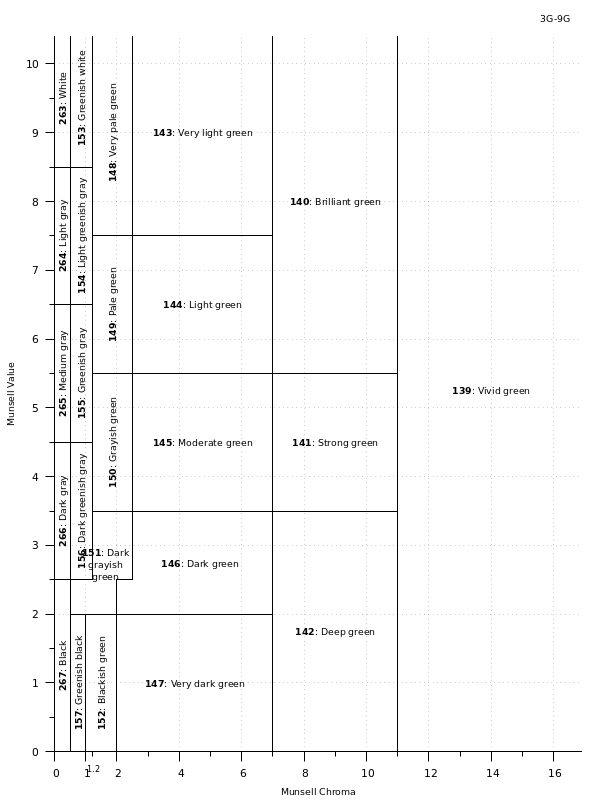 3G-9G
10
9
8
7
6
5
4
3
2
1
0
Munsell Value
263: White
153: Greenish white
148: Very pale green
143: Very light green
140: Brilliant green
264: Light gray
154: Light greenish gray
149: Pale green
144: Light green
139: Vivid green
265: Medium gray
155: Greenish gray
150: Grayish green
145: Moderate green
141: Strong green
266: Dark gray
156: Dark greenish gray
151: Dark
grayish
green
146: Dark green
142: Deep green
267: Black
157: Greenish black
152: Blackish green
147: Very dark green
0 1 1.2 2 4 6 8 10 12 14 16
Munsell Chroma